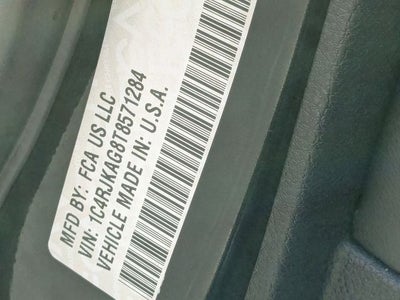 MFD BY: FCA US LLC
VIN: 1C4RJKAG8T8571284
VEHICLE MADE IN: U.S.A.